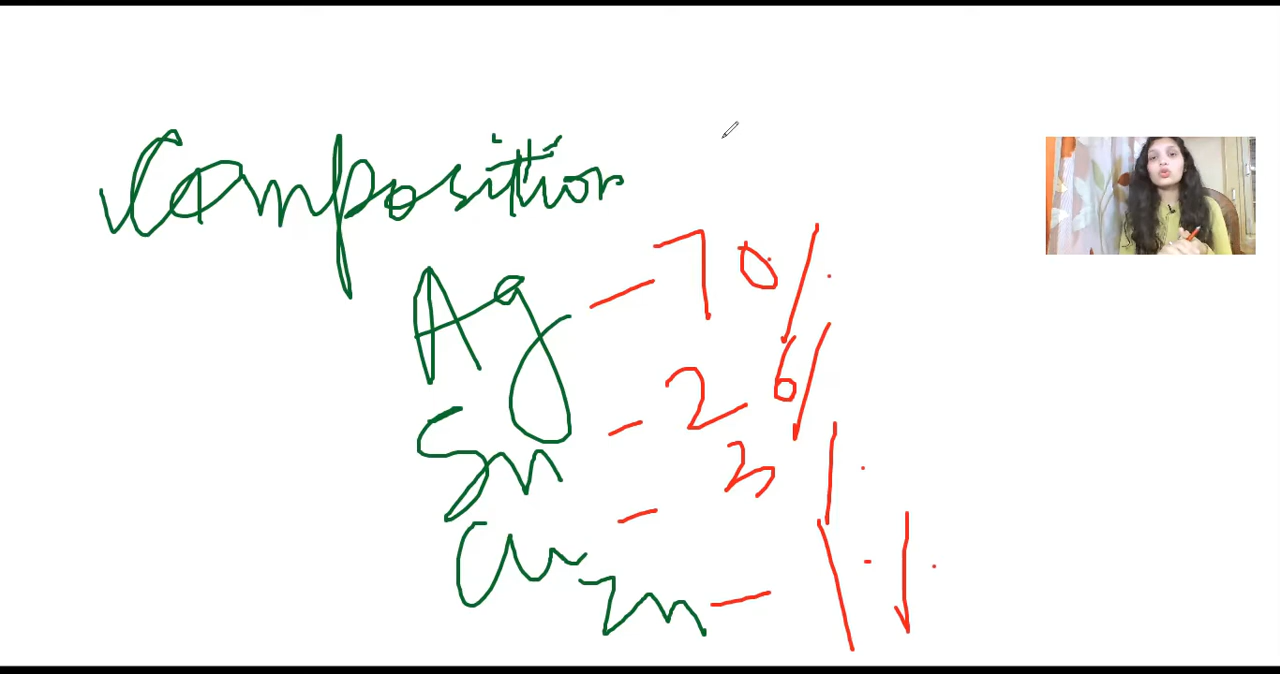 Composition
Ag - 70%
Sn - 26%
Cu - 3%
Zn - 1%